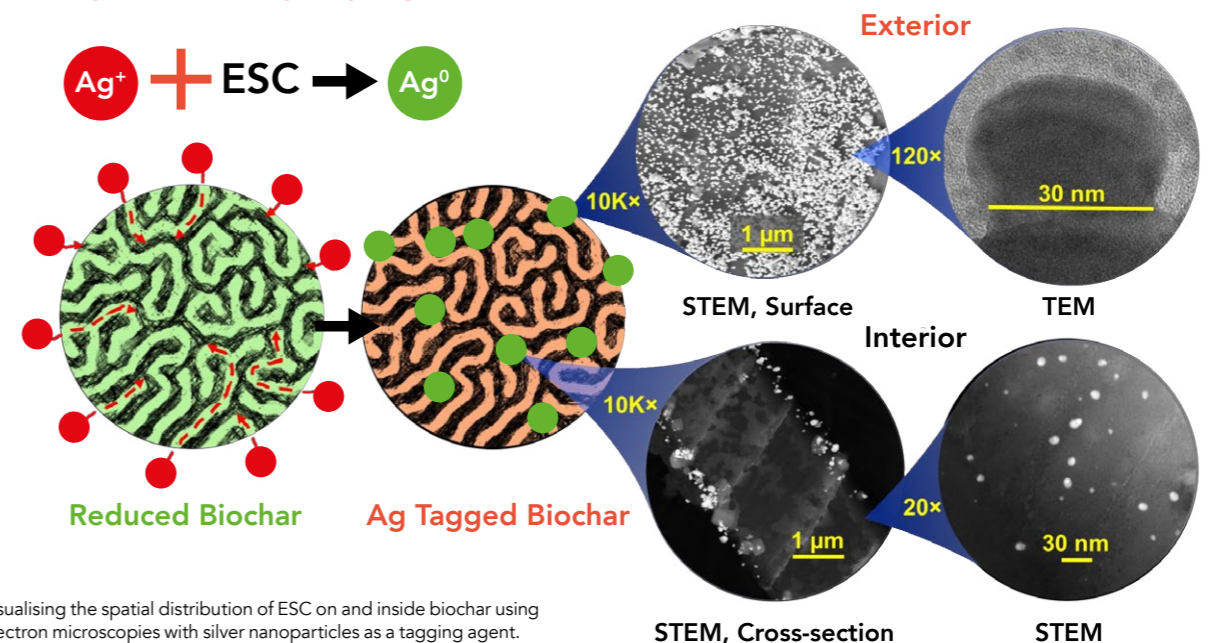 Ag⁺ + ESC Ag⁰
Exterior
10K×
1 µm
120×
30 nm
STEM, Surface
TEM
Interior
10K×
1 µm
20×
30 nm
Reduced Biochar
Ag Tagged Biochar
STEM, Cross-section
STEM
sualising the spatial distribution of ESC on and inside biochar using
ectron microscopies with silver nanoparticles as a tagging agent.